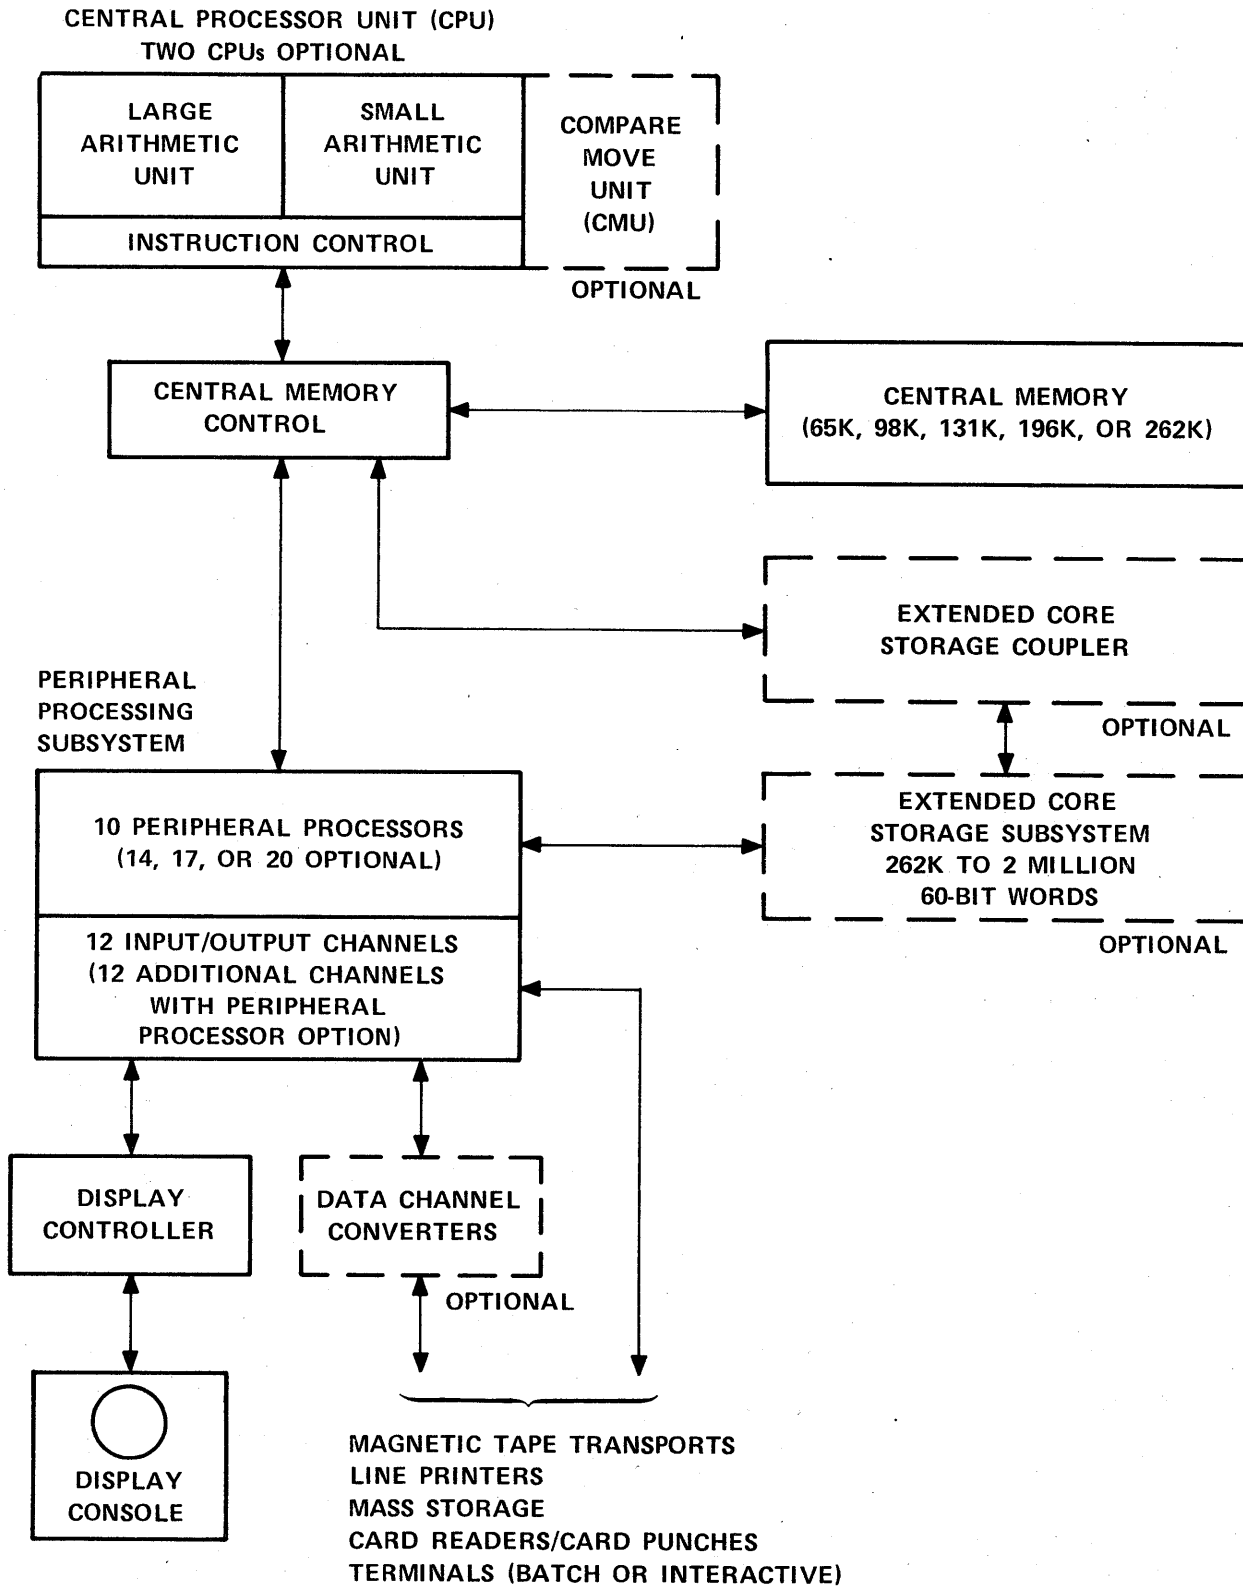 CENTRAL PROCESSOR UNIT (CPU)
TWO CPUs OPTIONAL
LARGE
ARITHMETIC
UNIT
SMALL
ARITHMETIC
UNIT
COMPARE
MOVE
UNIT
(CMU)
INSTRUCTION CONTROL
OPTIONAL
CENTRAL MEMORY
CONTROL
CENTRAL MEMORY
(65K, 98K, 131K, 196K, OR 262K)
EXTENDED CORE
STORAGE COUPLER
OPTIONAL
PERIPHERAL
PROCESSING
SUBSYSTEM
10 PERIPHERAL PROCESSORS
(14, 17, OR 20 OPTIONAL)
EXTENDED CORE
STORAGE SUBSYSTEM
262K TO 2 MILLION
60-BIT WORDS
OPTIONAL
12 INPUT/OUTPUT CHANNELS
(12 ADDITIONAL CHANNELS
WITH PERIPHERAL
PROCESSOR OPTION)
DISPLAY
CONTROLLER
DATA CHANNEL
CONVERTERS
OPTIONAL
DISPLAY
CONSOLE
MAGNETIC TAPE TRANSPORTS
LINE PRINTERS
MASS STORAGE
CARD READERS/CARD PUNCHES
TERMINALS (BATCH OR INTERACTIVE)